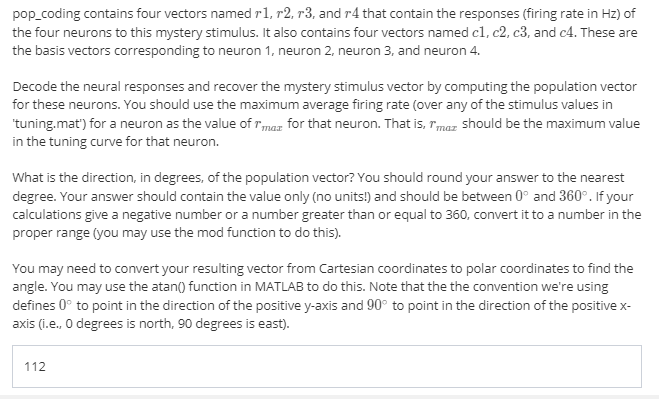 pop_coding contains four vectors named r1, r2, r3, and r4 that contain the responses (firing rate in Hz) of
the four neurons to this mystery stimulus. It also contains four vectors named c1, c2, c3, and c4. These are
the basis vectors corresponding to neuron 1, neuron 2, neuron 3, and neuron 4.
Decode the neural responses and recover the mystery stimulus vector by computing the population vector
for these neurons. You should use the maximum average firing rate (over any of the stimulus values in
'tuning.mat') for a neuron as the value of rmax for that neuron. That is, rmax should be the maximum value
in the tuning curve for that neuron.
What is the direction, in degrees, of the population vector? You should round your answer to the nearest
degree. Your answer should contain the value only (no units!) and should be between 0° and 360°. If your
calculations give a negative number or a number greater than or equal to 360, convert it to a number in the
proper range (you may use the mod function to do this).
You may need to convert your resulting vector from Cartesian coordinates to polar coordinates to find the
angle. You may use the atan() function in MATLAB to do this. Note that the the convention we're using
defines 0° to point in the direction of the positive y-axis and 90° to point in the direction of the positive x-
axis (i.e., 0 degrees is north, 90 degrees is east).
112